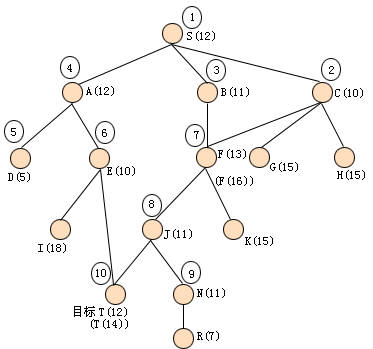 1
S(12)
4
3
2
A(12)
B(11)
C(10)
5
6
7
D(5)
E(10)
F(13)
(F(16))
G(15)
H(15)
8
I(18)
J(11)
K(15)
10
9
目标T(12)
(T(14))
N(11)
R(7)